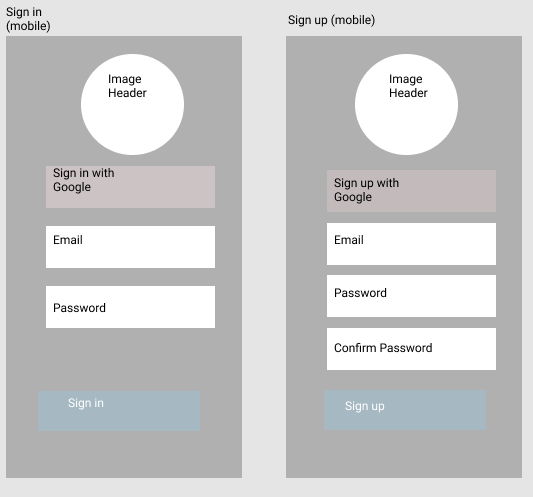 Sign in
(mobile)
Image
Header
Sign in with
Google
Email
Password
Sign in
Sign up (mobile)
Image
Header
Sign up with
Google
Email
Password
Confirm Password
Sign up